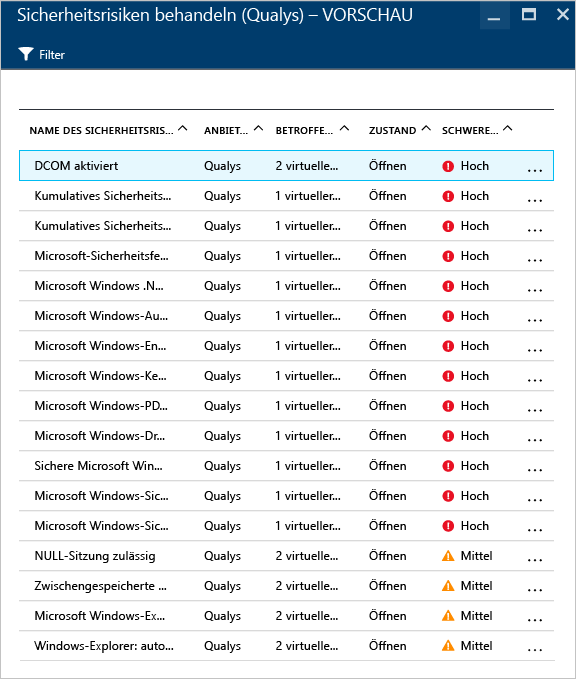 Sicherheitsrisiken behandeln (Qualys) – VORSCHAU
Filter
NAME DES SICHERHEITSRIS... ANBIET... BETROFFE... ZUSTAND SCHWERE...
DCOM aktiviert Qualys 2 virtuelle... Öffnen Hoch ...
Kumulatives Sicherheits... Qualys 1 virtueller... Öffnen Hoch ...
Kumulatives Sicherheits... Qualys 1 virtueller... Öffnen Hoch ...
Microsoft-Sicherheitsfe... Qualys 1 virtueller... Öffnen Hoch ...
Microsoft Windows .N... Qualys 1 virtueller... Öffnen Hoch ...
Microsoft Windows-Au... Qualys 1 virtueller... Öffnen Hoch ...
Microsoft Windows-En... Qualys 1 virtueller... Öffnen Hoch ...
Microsoft Windows-Ke... Qualys 1 virtueller... Öffnen Hoch ...
Microsoft Windows-PD... Qualys 1 virtueller... Öffnen Hoch ...
Microsoft Windows-Dr... Qualys 1 virtueller... Öffnen Hoch ...
Sichere Microsoft Win... Qualys 1 virtueller... Öffnen Hoch ...
Microsoft Windows-Sic... Qualys 1 virtueller... Öffnen Hoch ...
Microsoft Windows-Sic... Qualys 1 virtueller... Öffnen Hoch ...
NULL-Sitzung zulässig Qualys 2 virtuelle... Öffnen Mittel ...
Zwischengespeicherte ... Qualys 2 virtuelle... Öffnen Mittel ...
Microsoft Windows-Ex... Qualys 2 virtuelle... Öffnen Mittel ...
Windows-Explorer: auto... Qualys 2 virtuelle... Öffnen Mittel ...